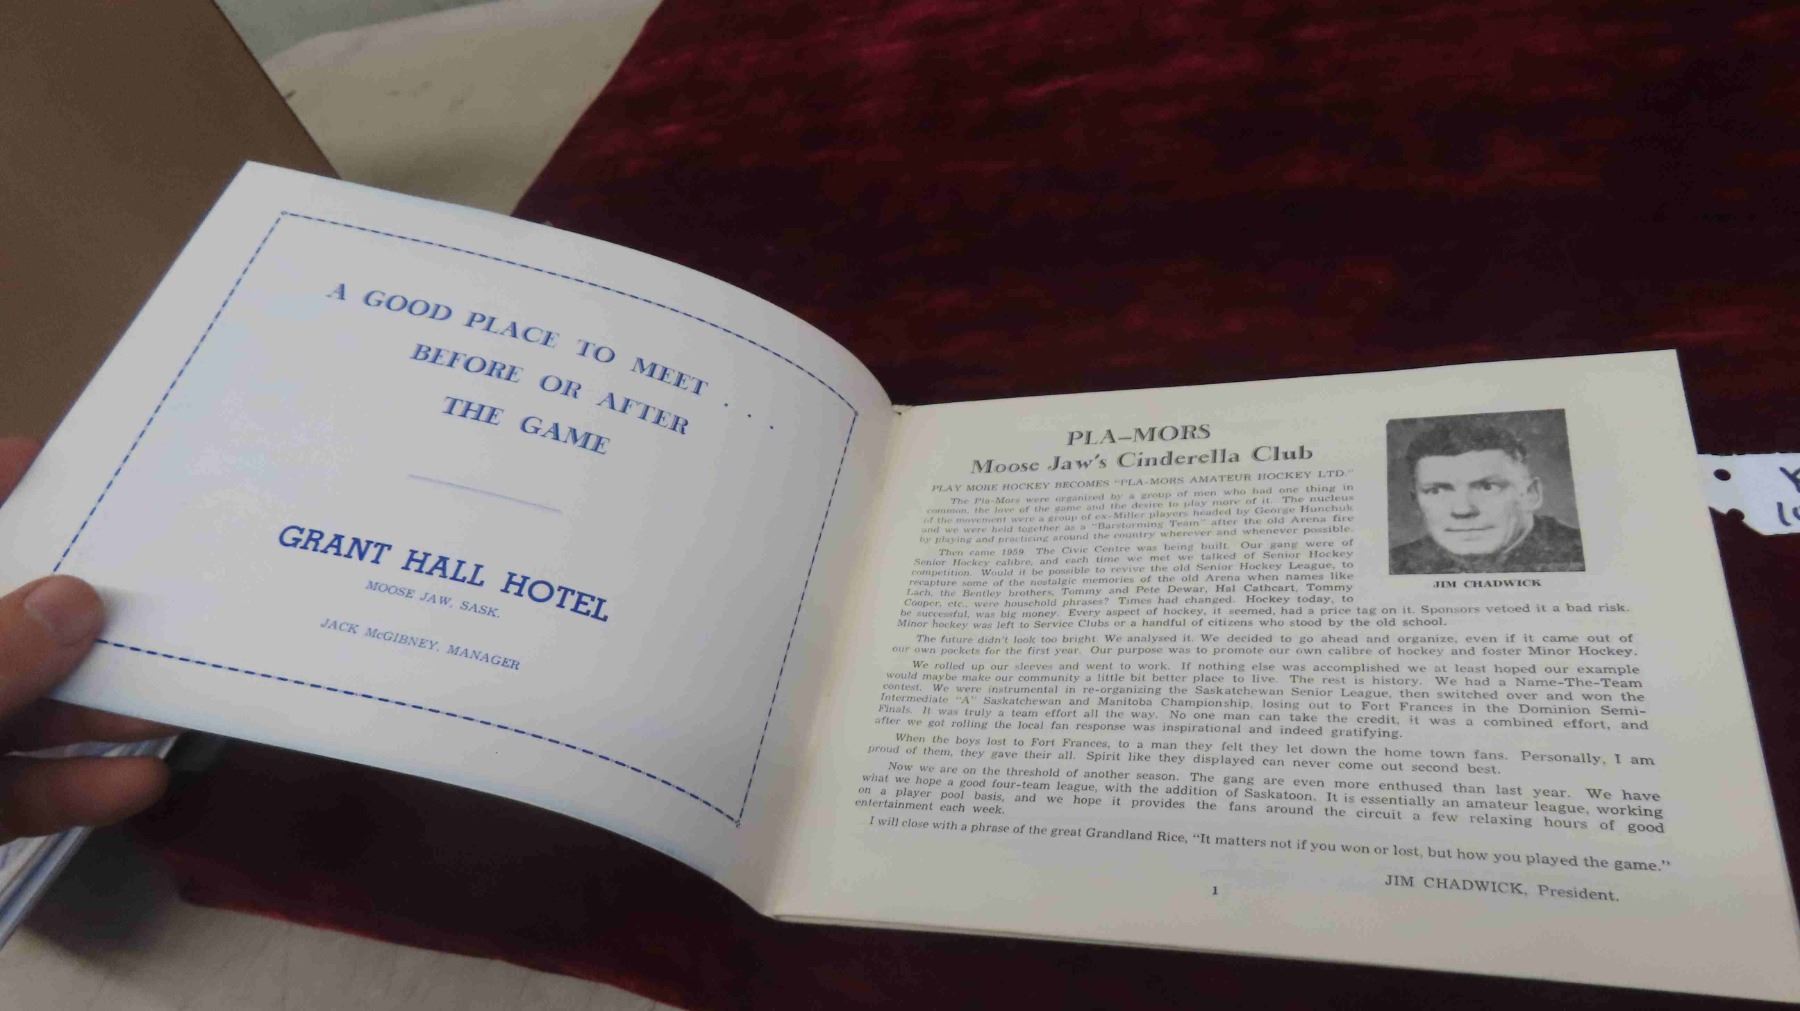 A GOOD PLACE TO MEET . . .
BEFORE OR AFTER
THE GAME
GRANT HALL HOTEL
MOOSE JAW, SASK.
JACK McGIBNEY, MANAGER
PLA-MORS
Moose Jaw's Cinderella Club
PLAY MORE HOCKEY BECOMES "PLA-MORS AMATEUR HOCKEY LTD."
The Pla-Mors were organized by a group of men who had one thing in
common, the love of the game and the desire to play more of it. The nucleus
of the movement were a group of ex-Miller players headed by George Hunchuk
and we were held together as a "Barstorming Team" after the old Arena fire
by playing and practicing around the country wherever and whenever possible.
Then came 1959. The Civic Centre was being built. Our gang were of
Senior Hockey calibre, and each time we met we talked of Senior Hockey
competition. Would it be possible to revive the old Senior Hockey League, to
recapture some of the nostalgic memories of the old Arena when names like
Lach, the Bentley brothers, Tommy and Pete Dewar, Hal Cathcart, Tommy
Cooper, etc., were household phrases? Times had changed. Hockey today, to
be successful, was big money. Every aspect of hockey, it seemed, had a price tag on it. Sponsors vetoed it a bad risk.
Minor hockey was left to Service Clubs or a handful of citizens who stood by the old school.
The future didn't look too bright. We analysed it. We decided to go ahead and organize, even if it came out of
our own pockets for the first year. Our purpose was to promote our own calibre of hockey and foster Minor Hockey.
We rolled up our sleeves and went to work. If nothing else was accomplished we at least hoped our example
would maybe make our community a little bit better place to live. The rest is history. We had a Name-The-Team
contest. We were instrumental in re-organizing the Saskatchewan Senior League, then switched over and won the
Intermediate "A" Saskatchewan and Manitoba Championship, losing out to Fort Frances in the Dominion Semi-
Finals. It was truly a team effort all the way. No one man can take the credit, it was a combined effort, and
after we got rolling the local fan response was inspirational and indeed gratifying.
When the boys lost to Fort Frances, to a man they felt they let down the home town fans. Personally, I am
proud of them, they gave their all. Spirit like they displayed can never come out second best.
Now we are on the threshold of another season. The gang are even more enthused than last year. We have
what we hope a good four-team league, with the addition of Saskatoon. It is essentially an amateur league, working
on a player pool basis, and we hope it provides the fans around the circuit a few relaxing hours of good
entertainment each week.
I will close with a phrase of the great Grandland Rice, "It matters not if you won or lost, but how you played the game."
JIM CHADWICK, President.
1
JIM CHADWICK